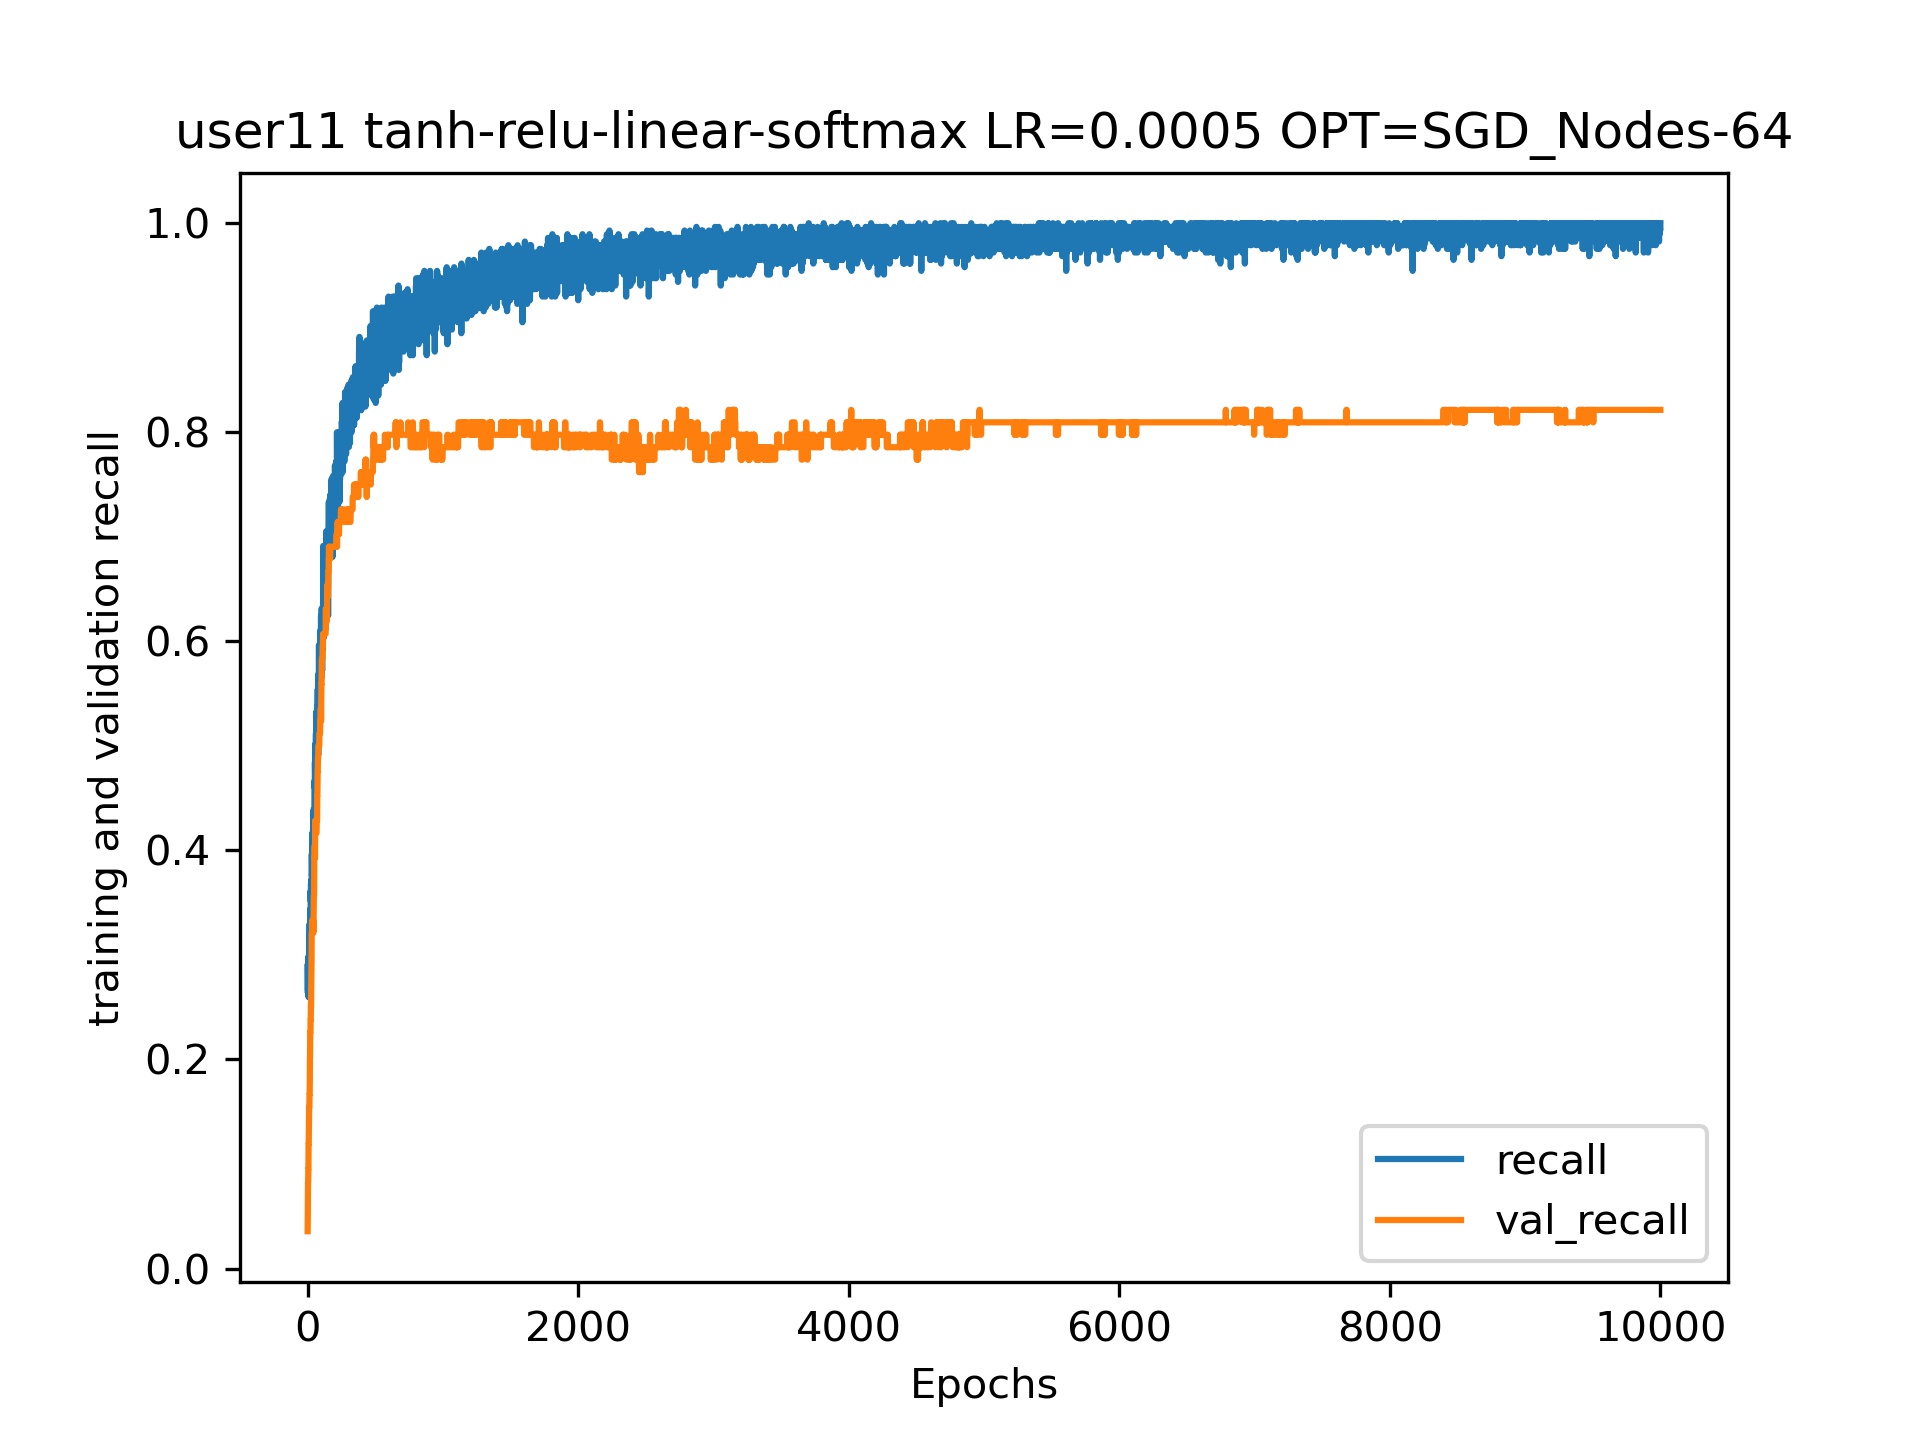 user11 tanh-relu-linear-softmax LR=0.0005 OPT=SGD_Nodes-64
training and validation recall
1.0
0.8
0.6
0.4
0.2
0.0
recall
val_recall
0 2000 4000 6000 8000 10000
Epochs